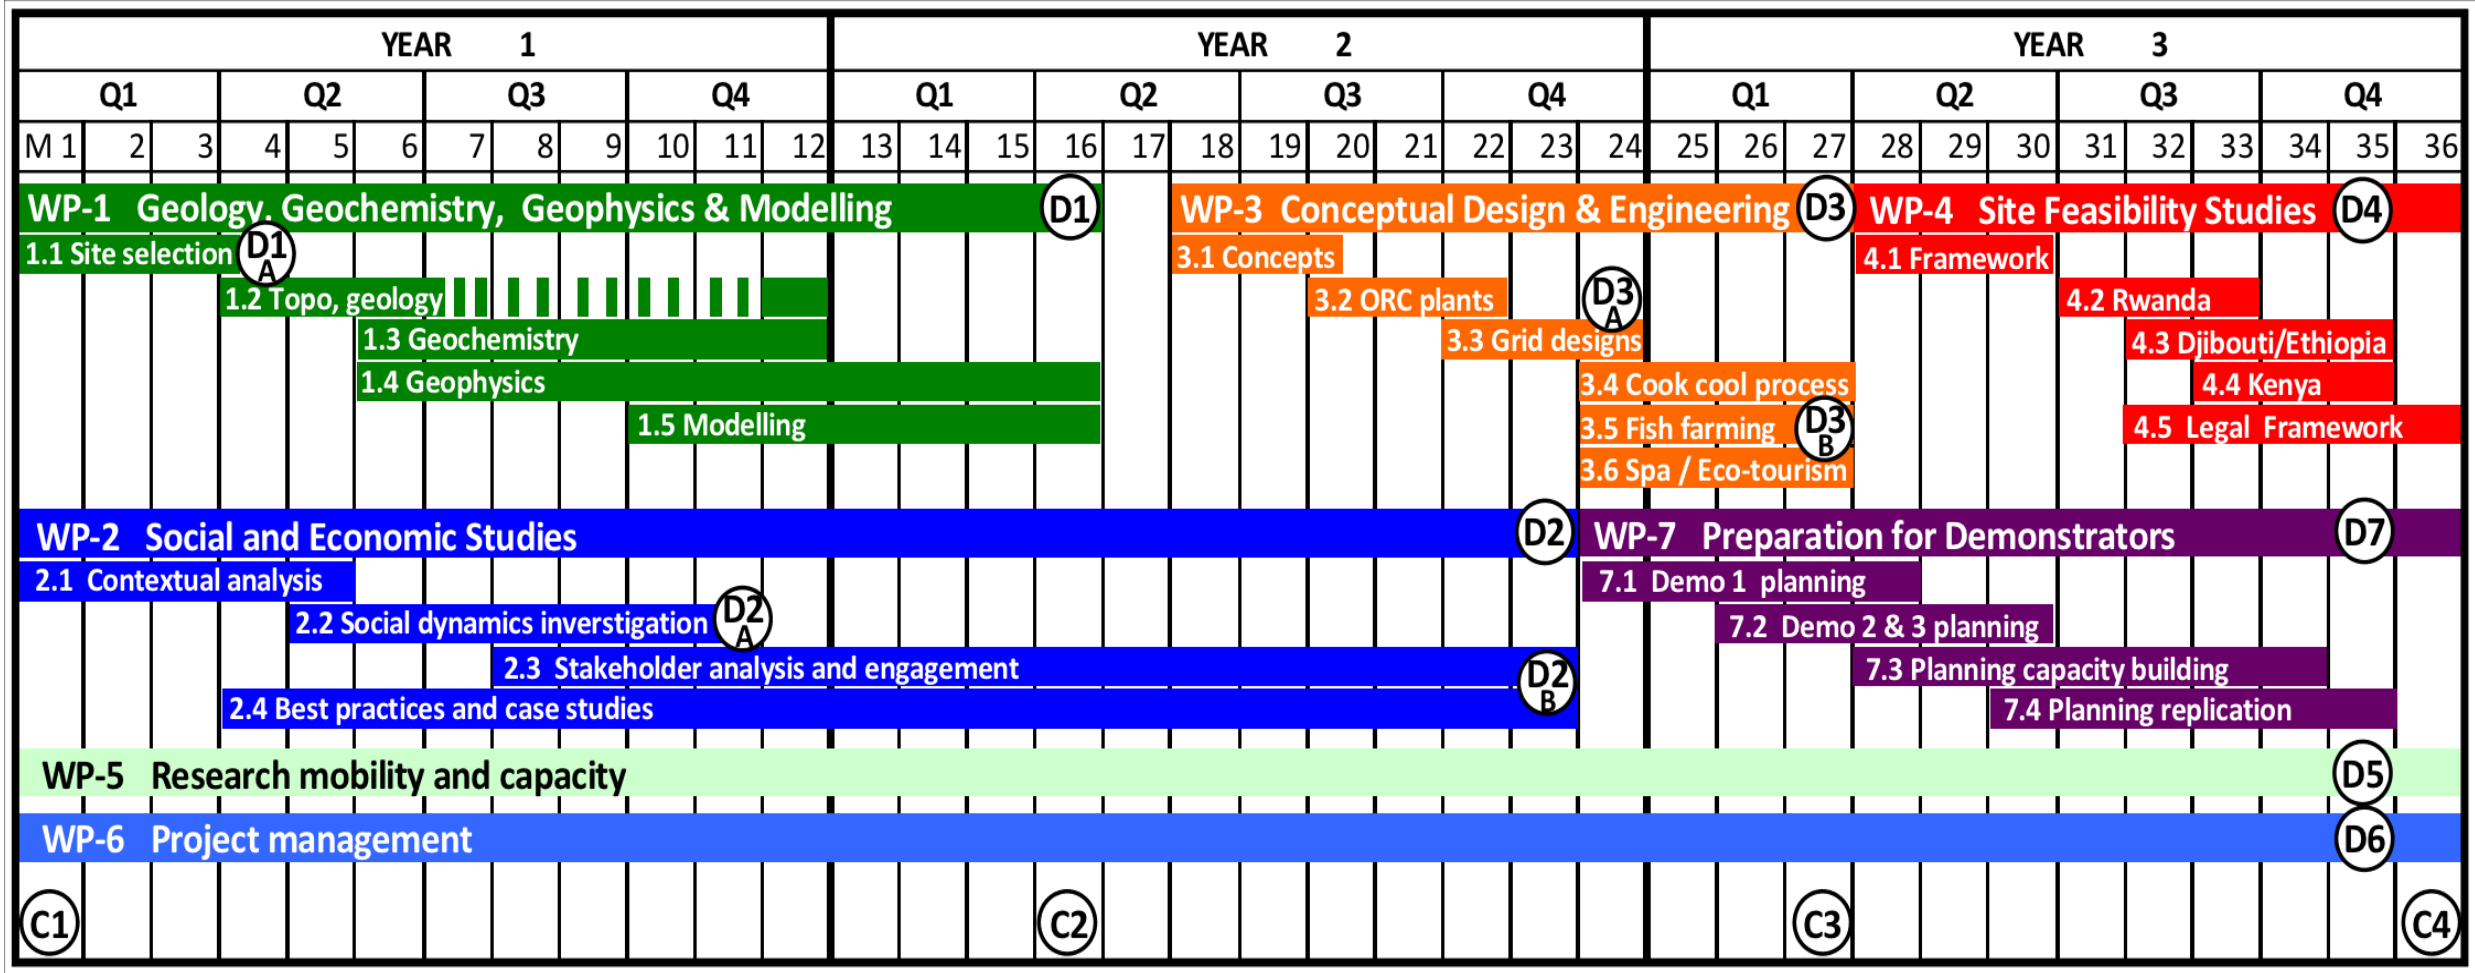 YEAR 1 YEAR 2 YEAR 3
Q1 Q2 Q3 Q4 Q1 Q2 Q3 Q4 Q1 Q2 Q3 Q4
M 1 2 3 4 5 6 7 8 9 10 11 12 13 14 15 16 17 18 19 20 21 22 23 24 25 26 27 28 29 30 31 32 33 34 35 36
WP-1 Geology, Geochemistry, Geophysics & Modelling D1 WP-3 Conceptual Design & Engineering D3 WP-4 Site Feasibility Studies D4
1.1 Site selection D1 A 3.1 Concepts 4.1 Framework
1.2 Topo, geology 3.2 ORC plants D3 A 4.2 Rwanda
1.3 Geochemistry 3.3 Grid designs 4.3 Djibouti/Ethiopia
1.4 Geophysics 3.4 Cook cool process 4.4 Kenya
1.5 Modelling 3.5 Fish farming D3 B 4.5 Legal Framework
3.6 Spa / Eco-tourism
WP-2 Social and Economic Studies D2 WP-7 Preparation for Demonstrators D7
2.1 Contextual analysis 7.1 Demo 1 planning
2.2 Social dynamics inverstigation D2 A 7.2 Demo 2 & 3 planning
2.3 Stakeholder analysis and engagement D2 B 7.3 Planning capacity building
2.4 Best practices and case studies 7.4 Planning replication
WP-5 Research mobility and capacity D5
WP-6 Project management D6
C1 C2 C3 C4